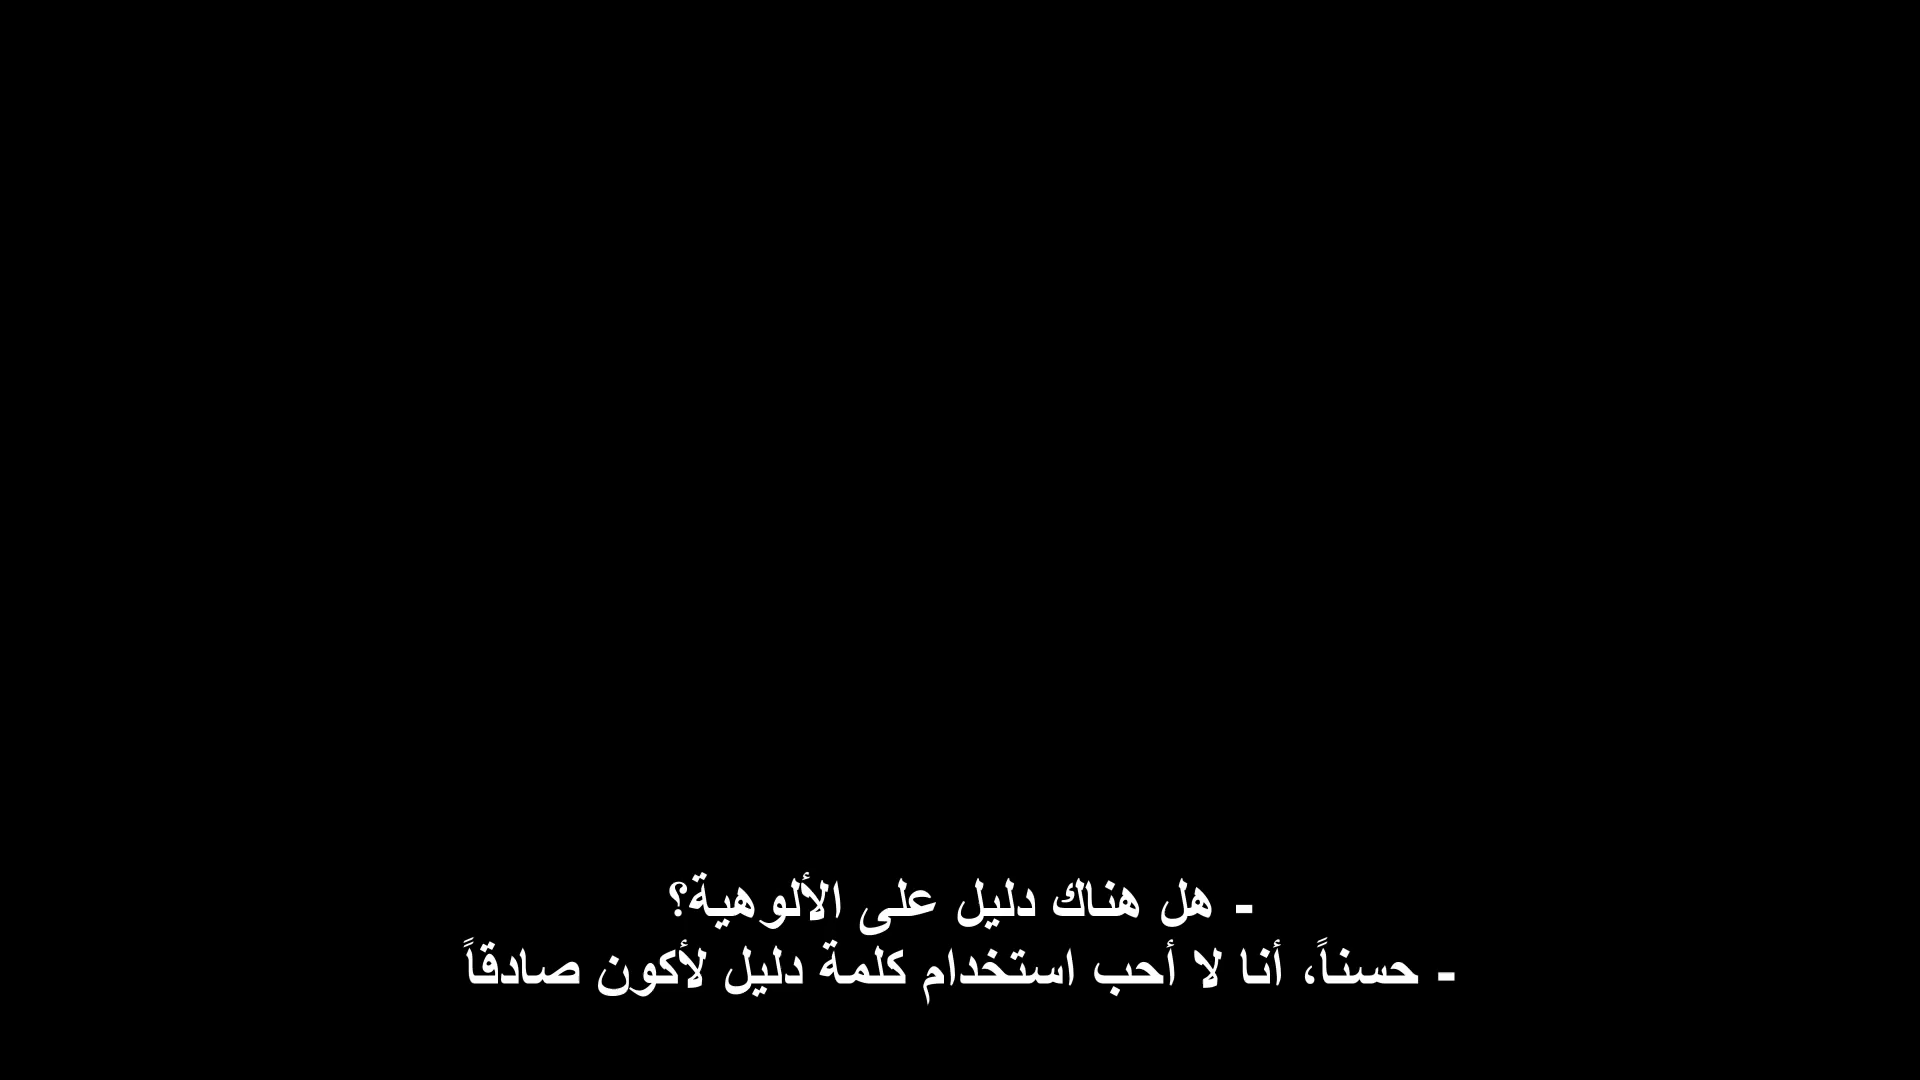 - هل هناك دليل على الألوهية؟
- حسناً، أنا لا أحب استخدام كلمة دليل لأكون صادقاً